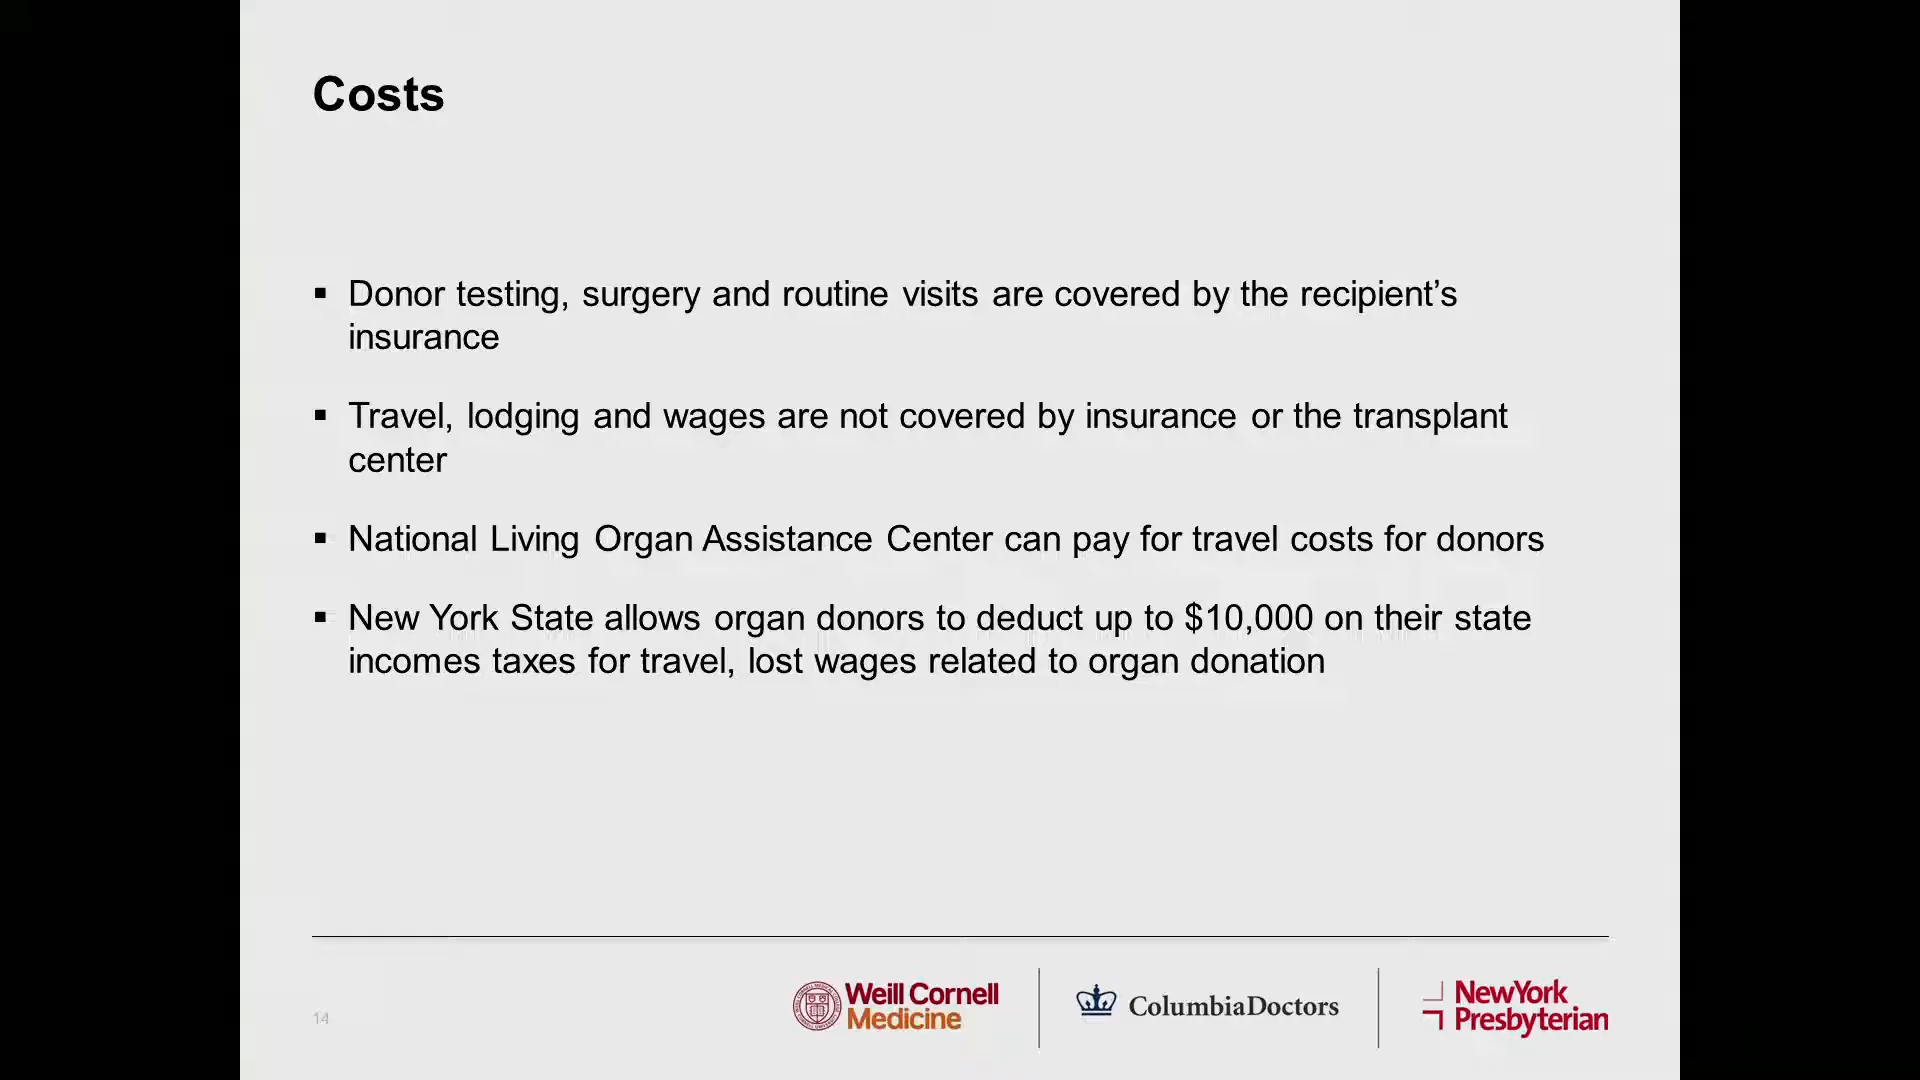 Costs
▪ Donor testing, surgery and routine visits are covered by the recipient’s
insurance
▪ Travel, lodging and wages are not covered by insurance or the transplant
center
▪ National Living Organ Assistance Center can pay for travel costs for donors
▪ New York State allows organ donors to deduct up to $10,000 on their state
incomes taxes for travel, lost wages related to organ donation
14
Weill Cornell
Medicine
ColumbiaDoctors
NewYork
Presbyterian